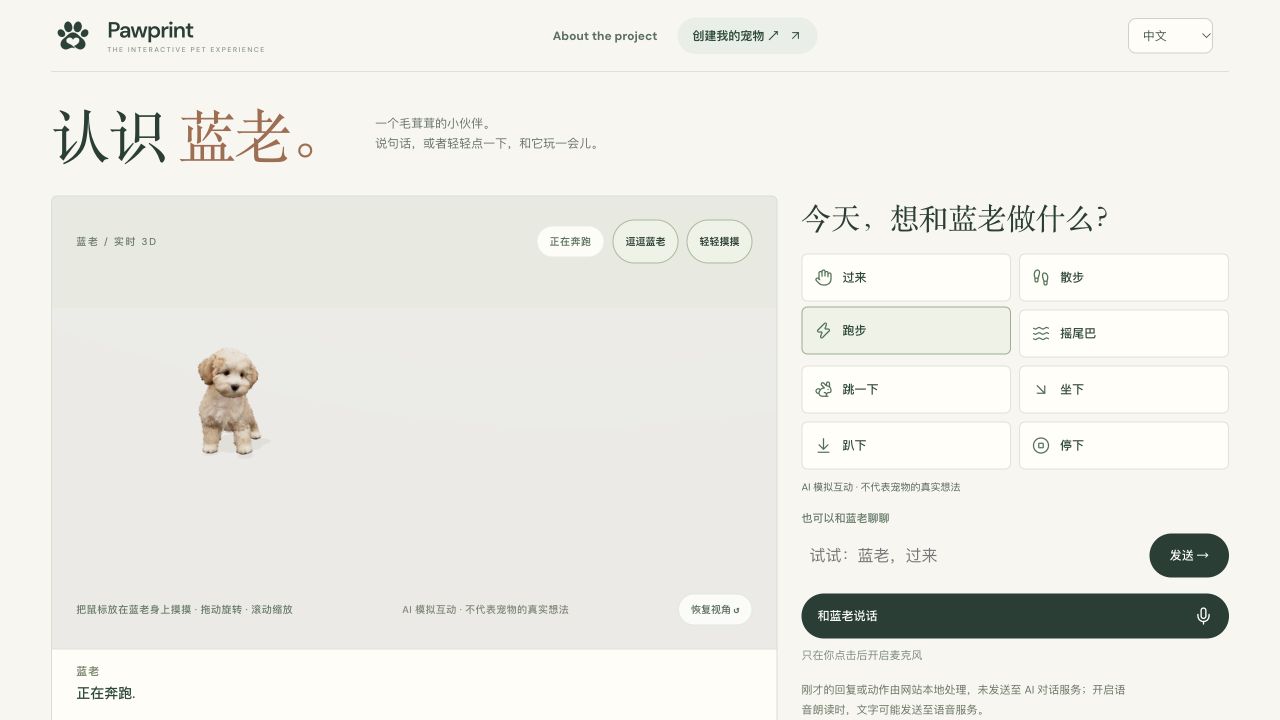 Pawprint
THE INTERACTIVE PET EXPERIENCE
About the project
创建我的宠物 ↗
中文
认识 蓝老。
一个毛茸茸的小伙伴。
说句话，或者轻轻点一下，和它玩一会儿。
蓝老 / 实时 3D
正在奔跑
逗逗蓝老
轻轻摸摸
把鼠标放在蓝老身上摸摸 · 拖动旋转 · 滚动缩放
AI 模拟互动 · 不代表宠物的真实想法
恢复视角 ↺
蓝老
正在奔跑.
今天，想和蓝老做什么？
过来
散步
跑步
摇尾巴
跳一下
坐下
趴下
停下
AI 模拟互动 · 不代表宠物的真实想法
也可以和蓝老聊聊
试试：蓝老，过来
发送 →
和蓝老说话
只在你点击后开启麦克风
刚才的回复或动作由网站本地处理，未发送至 AI 对话服务；开启语
音朗读时，文字可能发送至语音服务。